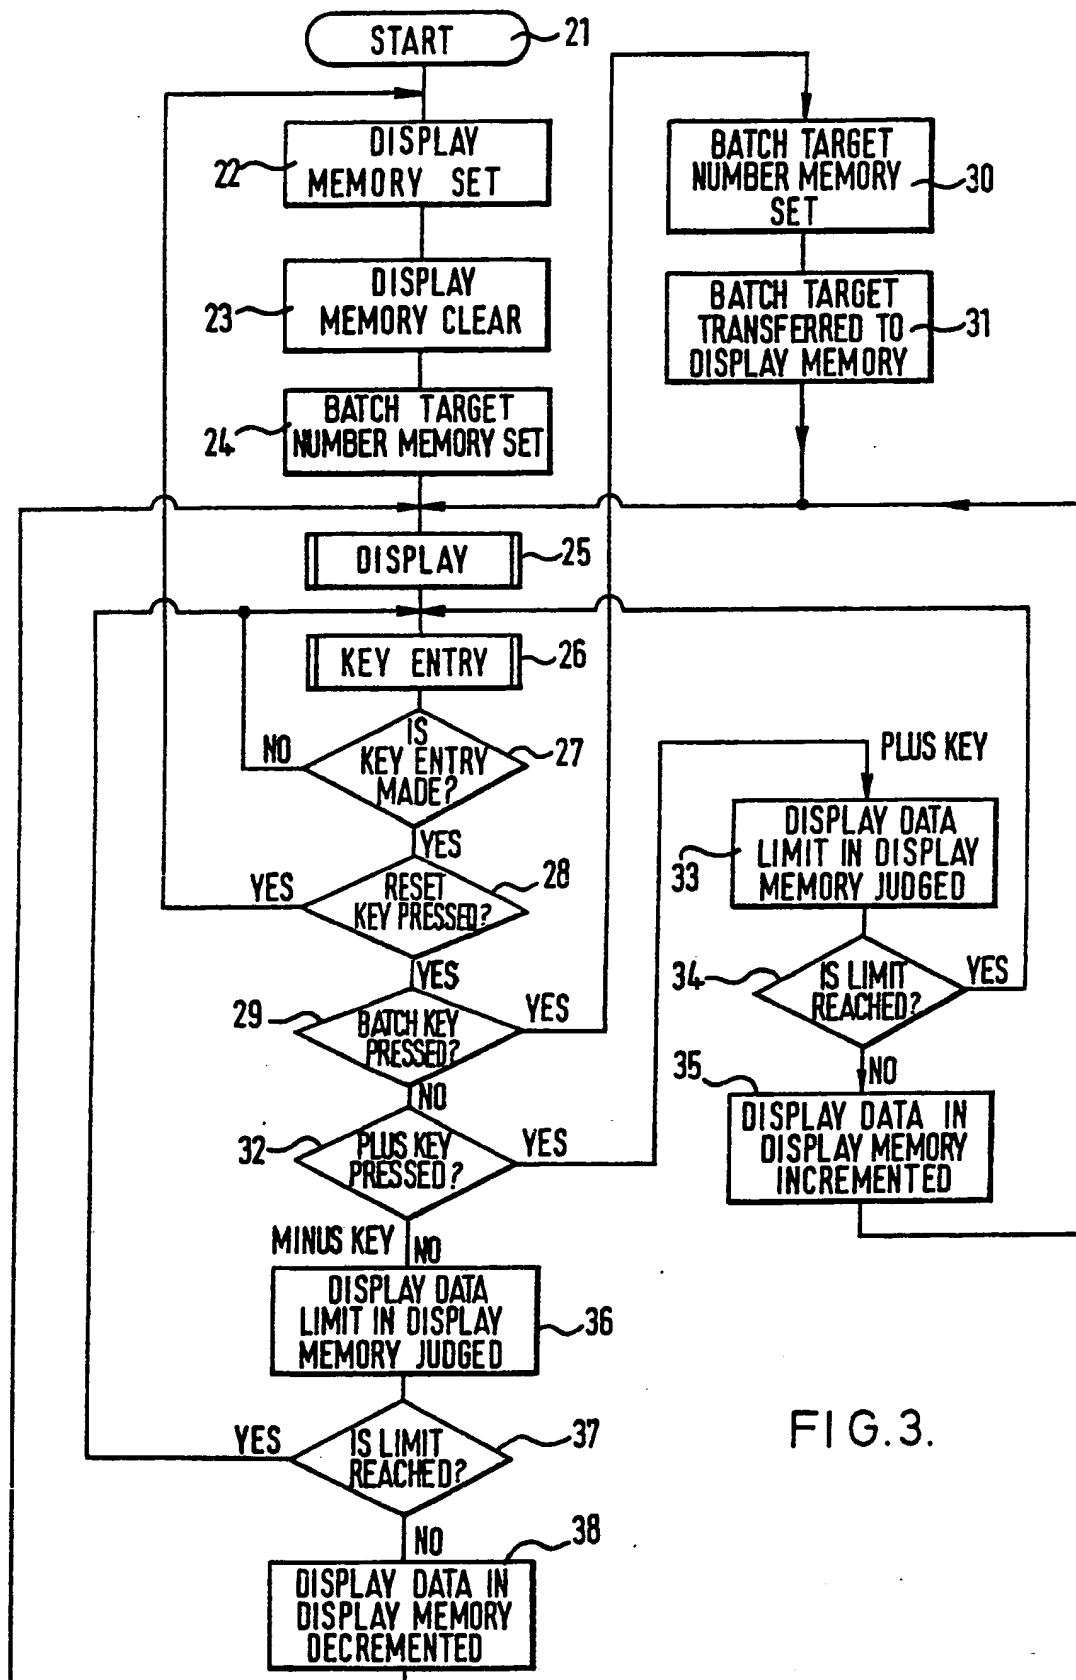 START
21
DISPLAY
MEMORY SET
22
DISPLAY
MEMORY CLEAR
23
BATCH TARGET
NUMBER MEMORY SET
24
BATCH TARGET
NUMBER MEMORY
SET
30
BATCH TARGET
TRANSFERRED TO
DISPLAY MEMORY
31
DISPLAY
25
KEY ENTRY
26
IS
KEY ENTRY
MADE?
27
NO
YES
RESET
KEY PRESSED?
28
YES
YES
BATCH KEY
PRESSED?
29
YES
NO
PLUS KEY
PRESSED?
32
YES
PLUS KEY
DISPLAY DATA
LIMIT IN DISPLAY
MEMORY JUDGED
33
IS LIMIT
REACHED?
34
YES
NO
35
DISPLAY DATA IN
DISPLAY MEMORY
INCREMENTED
MINUS KEY
NO
DISPLAY DATA
LIMIT IN DISPLAY
MEMORY JUDGED
36
IS LIMIT
REACHED?
37
YES
NO
38
DISPLAY DATA IN
DISPLAY MEMORY
DECREMENTED
FIG.3.